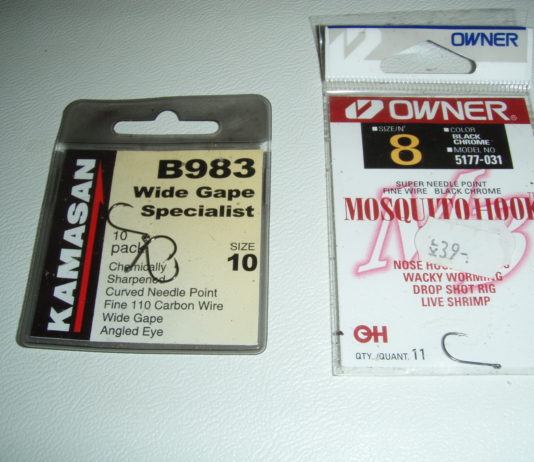 KAMASAN
B983
Wide Gape
Specialist
10
pack
SIZE
10
Chemically
Sharpened
Curved Needle Point
Fine 110 Carbon Wire
Wide Gape
Angled Eye
OWNER
OWNER®
SIZE/N°
8
COLOR
BLACK
CHROME
MODEL NO
5177-031
SUPER NEEDLE POINT
FINE WIRE BLACK CHROME
MOSQUITO HOOK
39.-
NOSE
WACKY WORMING
DROP SHOT RIG
LIVE SHRIMP
OH
QTY./QUANT. 11